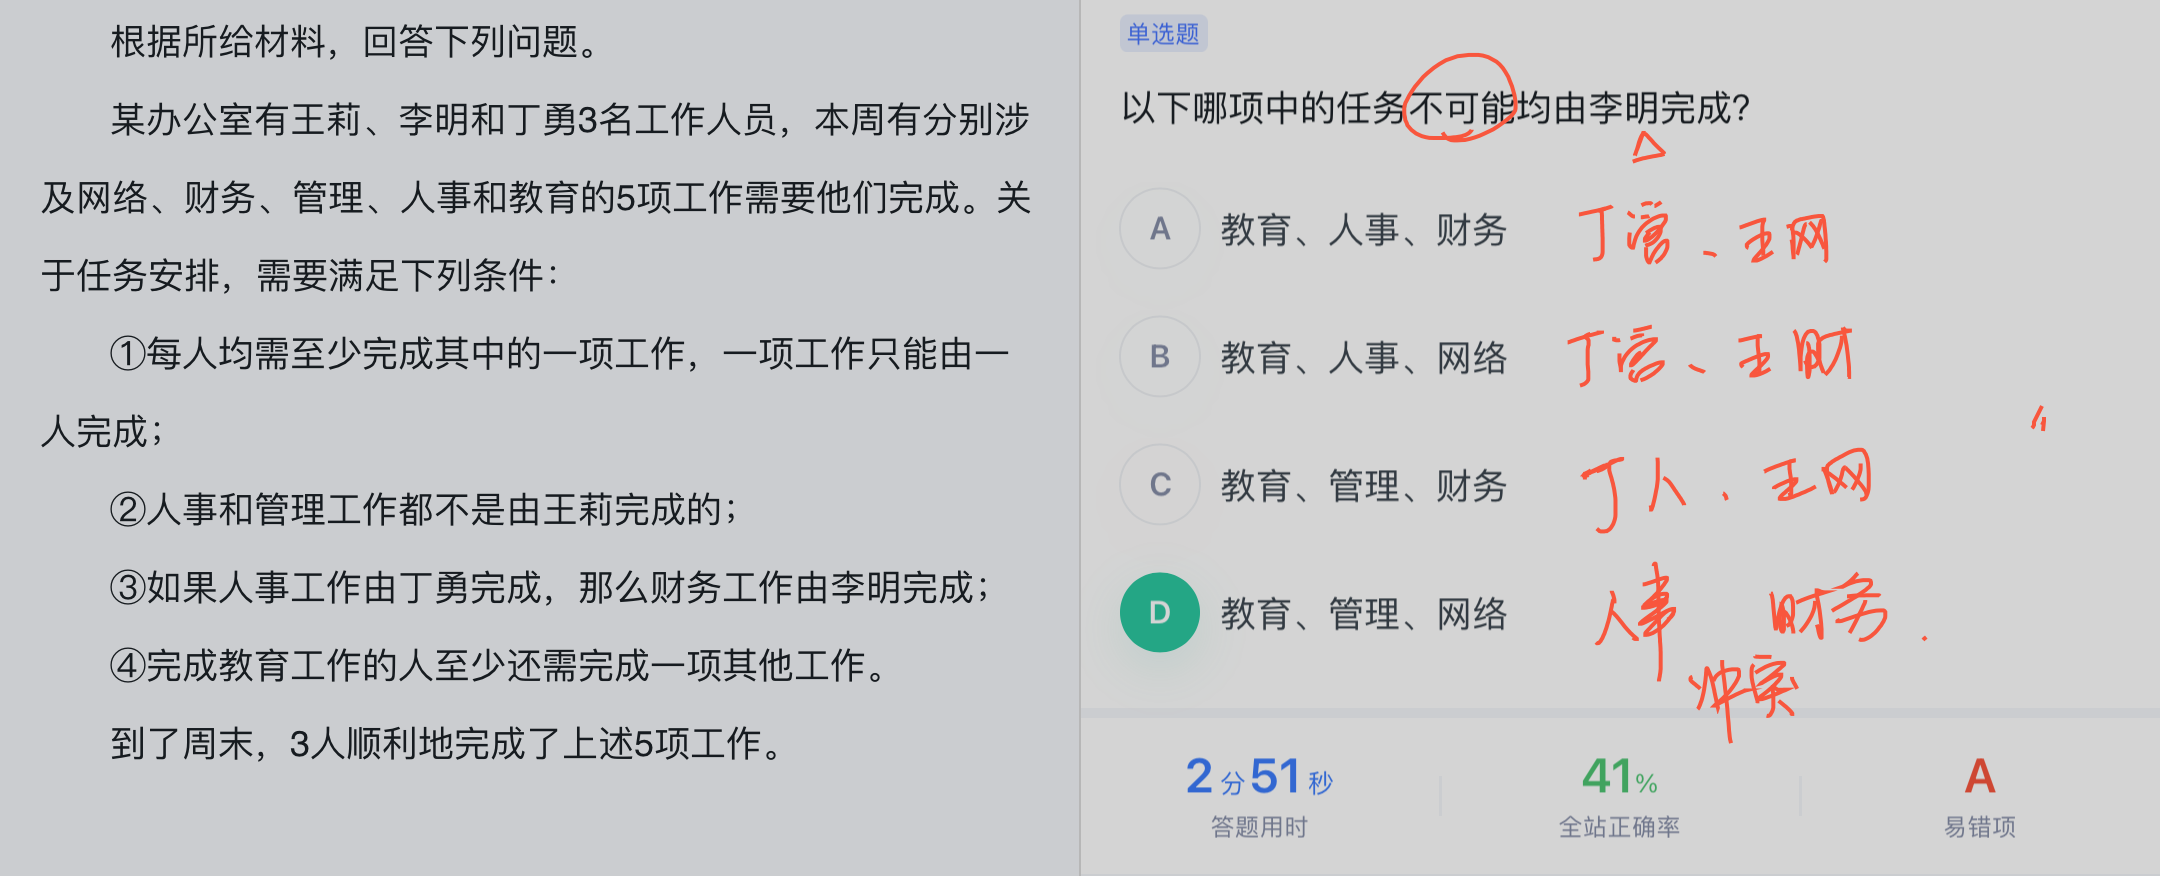 根据所给材料，回答下列问题。
某办公室有王莉、李明和丁勇3名工作人员，本周有分别涉
及网络、财务、管理、人事和教育的5项工作需要他们完成。关
于任务安排，需要满足下列条件：
①每人均需至少完成其中的一项工作，一项工作只能由一
人完成；
②人事和管理工作都不是由王莉完成的；
③如果人事工作由丁勇完成，那么财务工作由李明完成；
④完成教育工作的人至少还需完成一项其他工作。
到了周末，3人顺利地完成了上述5项工作。
单选题
以下哪项中的任务不可能均由李明完成？
A 教育、人事、财务 丁管、王网
B 教育、人事、网络 丁管、王财
C 教育、管理、财务 丁人、王网
D 教育、管理、网络 人事 财务
冲突
2分51秒 41% A
答题用时 全站正确率 易错项